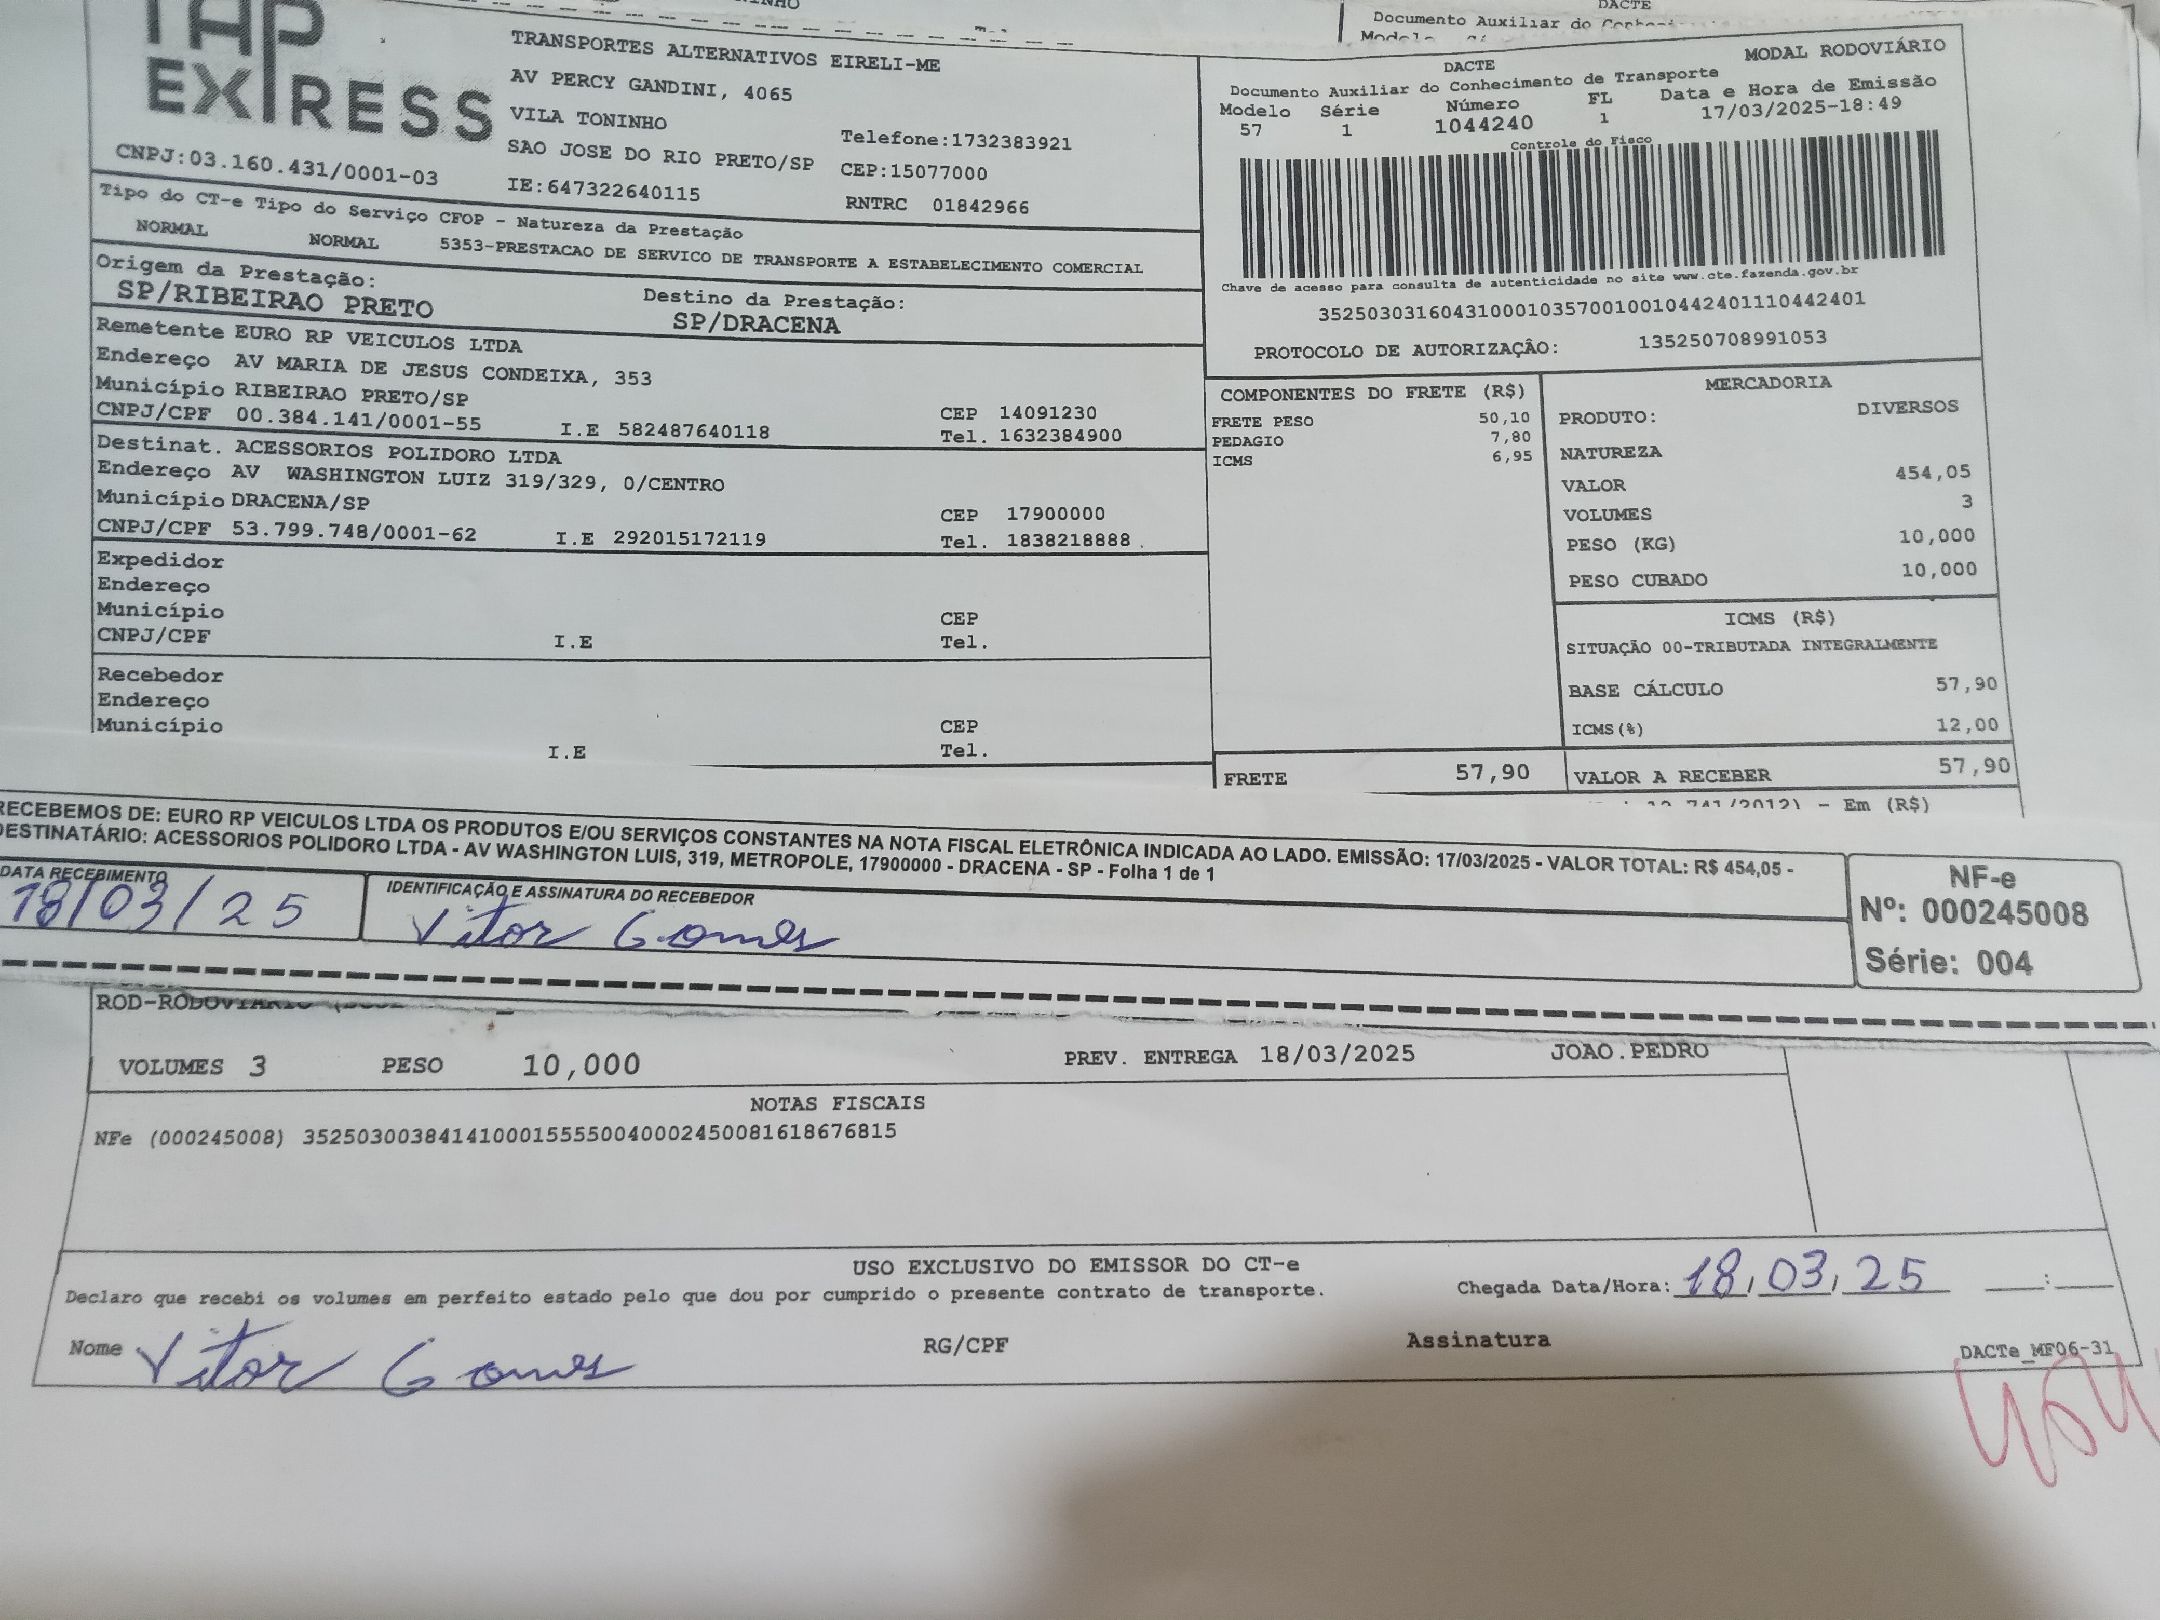 DACTE
Documento Auxiliar do
TAP
EXPRESS
CNPJ:03.160.431/0001-03
TRANSPORTES ALTERNATIVOS EIRELI-ME
AV PERCY GANDINI, 4065
VILA TONINHO
SAO JOSE DO RIO PRETO/SP
IE:647322640115
Telefone:1732383921
CEP:15077000
RNTRC 01842966
DACTE
MODAL RODOVIÁRIO
Documento Auxiliar do Conhecimento de Transporte
Modelo Série Número FL Data e Hora de Emissão
57 1 1044240 1 17/03/2025-18:49
Controle do Fisco
Chave de acesso para consulta de autenticidade no site www.cte.fazenda.gov.br
35250303160431000103570010010442401110442401
PROTOCOLO DE AUTORIZAÇÂO: 135250708991053
Tipo do CT-e Tipo do Serviço CFOP - Natureza da Prestação
NORMAL NORMAL 5353-PRESTACAO DE SERVICO DE TRANSPORTE A ESTABELECIMENTO COMERCIAL
Origem da Prestação: Destino da Prestação:
SP/RIBEIRAO PRETO SP/DRACENA
Remetente EURO RP VEICULOS LTDA
Endereço AV MARIA DE JESUS CONDEIXA, 353
Município RIBEIRAO PRETO/SP CEP 14091230
CNPJ/CPF 00.384.141/0001-55 I.E 582487640118 Tel. 1632384900
Destinat. ACESSORIOS POLIDORO LTDA
Endereço AV WASHINGTON LUIZ 319/329, 0/CENTRO
Município DRACENA/SP CEP 17900000
CNPJ/CPF 53.799.748/0001-62 I.E 292015172119 Tel. 1838218888
Expedidor
Endereço
Município CEP
CNPJ/CPF I.E Tel.
Recebedor
Endereço
Município CEP
I.E Tel.
COMPONENTES DO FRETE (R$)
FRETE PESO 50,10
PEDAGIO 7,80
ICMS 6,95
FRETE 57,90
MERCADORIA
PRODUTO: DIVERSOS
NATUREZA
VALOR 454,05
VOLUMES 3
PESO (KG) 10,000
PESO CUBADO 10,000
ICMS (R$)
SITUAÇÃO 00-TRIBUTADA INTEGRALMENTE
BASE CÁLCULO 57,90
ICMS(%) 12,00
VALOR A RECEBER 57,90
12.741/2012) - Em (R$)
RECEBEMOS DE: EURO RP VEICULOS LTDA OS PRODUTOS E/OU SERVIÇOS CONSTANTES NA NOTA FISCAL ELETRÔNICA INDICADA AO LADO. EMISSÃO: 17/03/2025 - VALOR TOTAL: R$ 454,05 -
DESTINATÁRIO: ACESSORIOS POLIDORO LTDA - AV WASHINGTON LUIS, 319, METROPOLE, 17900000 - DRACENA - SP - Folha 1 de 1
DATA RECEBIMENTO
18/03/25
IDENTIFICAÇÃO E ASSINATURA DO RECEBEDOR
Vitor Gomes
NF-e
Nº: 000245008
Série: 004
ROD-RODOVIARIO
VOLUMES 3 PESO 10,000 PREV. ENTREGA 18/03/2025 JOAO.PEDRO
NOTAS FISCAIS
NFe (000245008) 35250300384141000155550040002450081618676815
USO EXCLUSIVO DO EMISSOR DO CT-e
Declaro que recebi os volumes em perfeito estado pelo que dou por cumprido o presente contrato de transporte. Chegada Data/Hora: 18/03/25 __:__
Nome Vitor Gomes RG/CPF Assinatura
DACTe_MF06-31